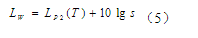 L_w = L_{p2}(T) + 10 lg s (5)